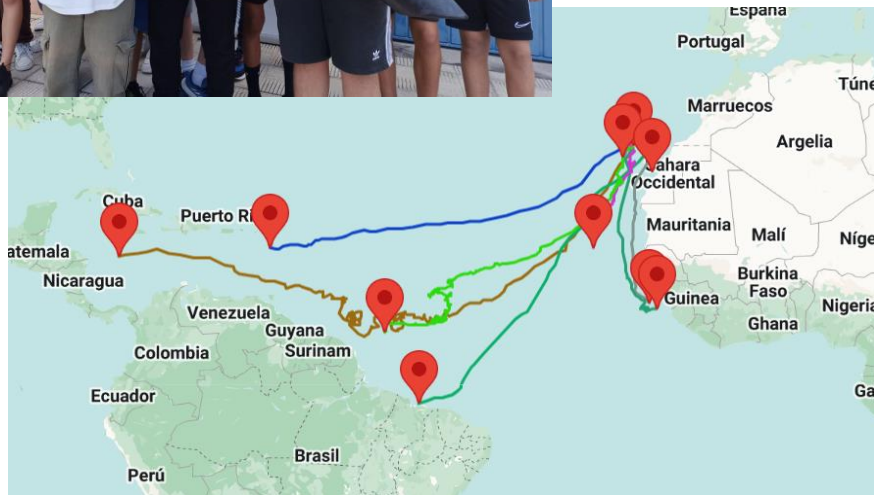 España
Portugal
Túne
Marruecos
Argelia
Sahara
Occidental
Cuba
Puerto Ri
Mauritania
Malí
Níge
atemala
Nicaragua
Burkina
Faso
Guinea
Nigeria
Venezuela
Guyana
Ghana
Surinam
Colombia
Ecuador
Ga
Brasil
Perú